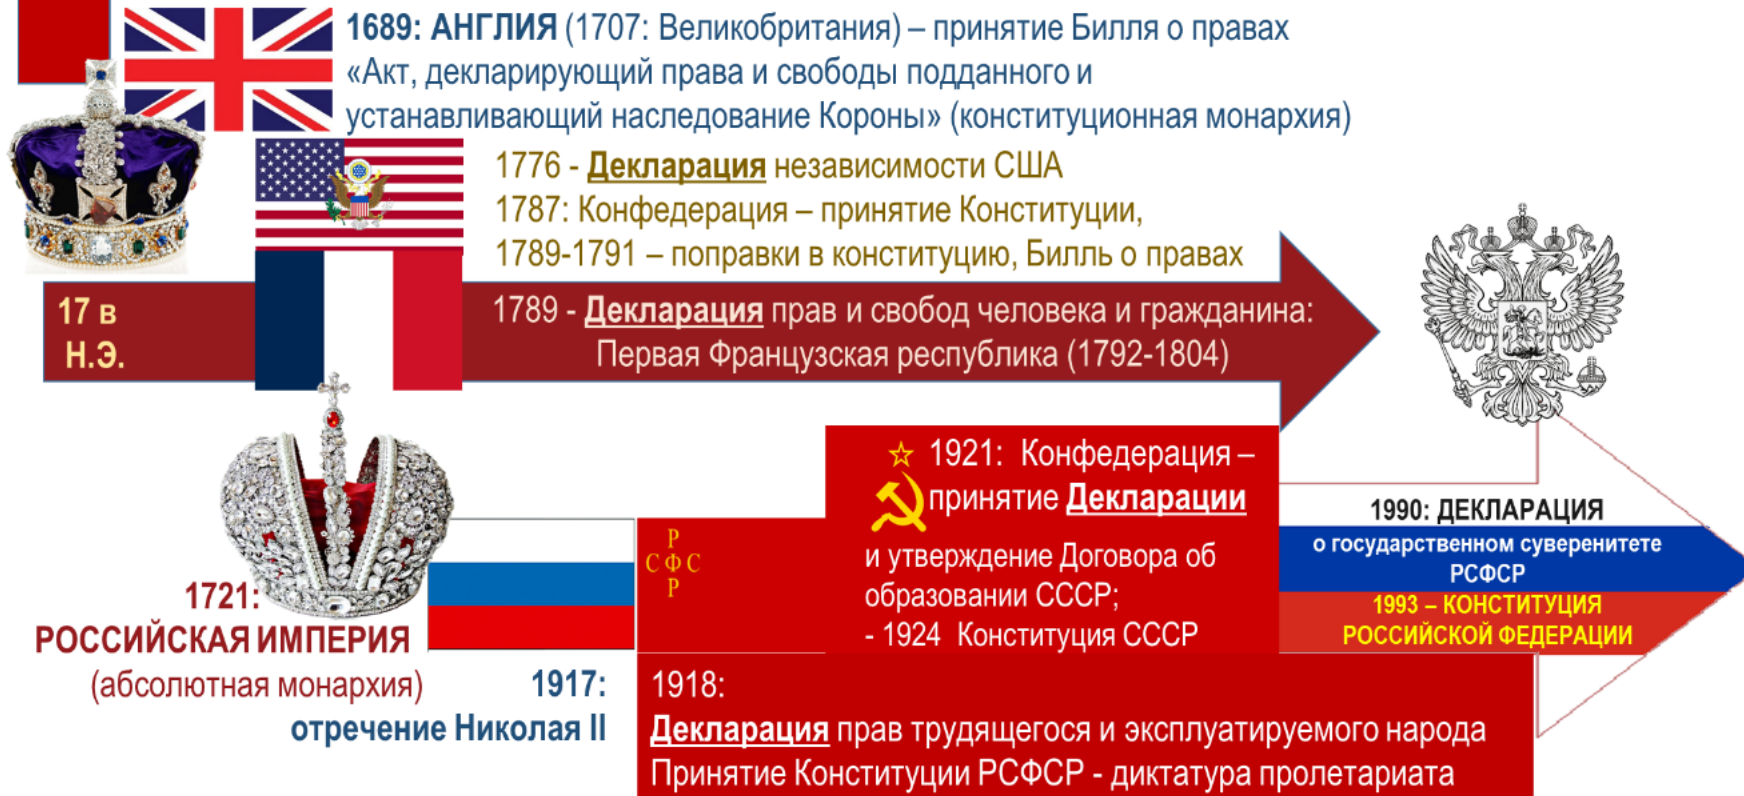 1689: АНГЛИЯ (1707: Великобритания) – принятие Билля о правах
«Акт, декларирующий права и свободы подданного и
устанавливающий наследование Короны» (конституционная монархия)
1776 - Декларация независимости США
1787: Конфедерация – принятие Конституции,
1789-1791 – поправки в конституцию, Билль о правах
17 в
Н.Э.
1789 - Декларация прав и свобод человека и гражданина:
Первая Французская республика (1792-1804)
1721:
РОССИЙСКАЯ ИМПЕРИЯ
(абсолютная монархия)
1917:
отречение Николая II
Р
С Ф С
Р
1921: Конфедерация –
принятие Декларации
и утверждение Договора об
образовании СССР;
- 1924 Конституция СССР
1918:
Декларация прав трудящегося и эксплуатируемого народа
Принятие Конституции РСФСР - диктатура пролетариата
1990: ДЕКЛАРАЦИЯ
о государственном суверенитете
РСФСР
1993 – КОНСТИТУЦИЯ
РОССИЙСКОЙ ФЕДЕРАЦИИ